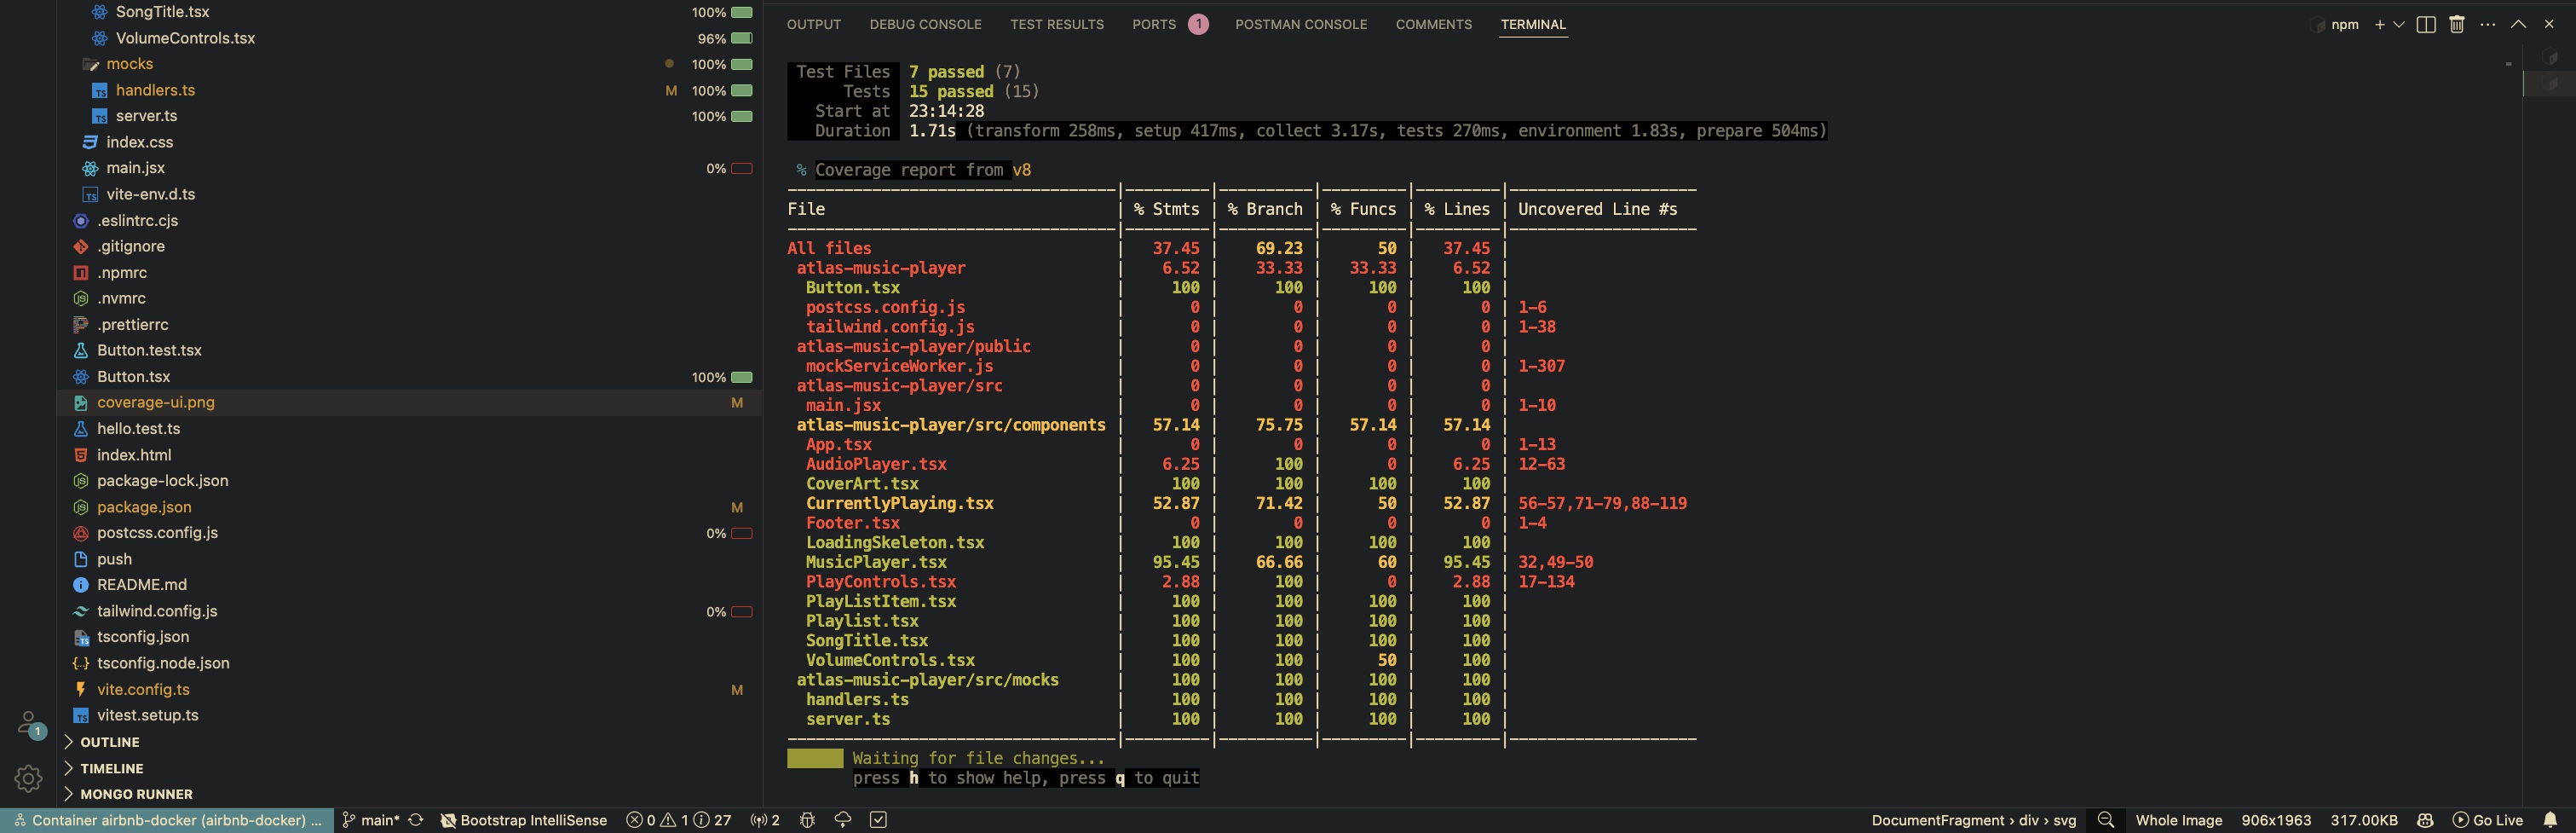 SongTitle.tsx 100%
VolumeControls.tsx 96%
mocks 100%
TS handlers.ts M 100%
TS server.ts 100%
index.css
main.jsx 0%
TS vite-env.d.ts
.eslintrc.cjs
.gitignore
.npmrc
.nvmrc
.prettierrc
Button.test.tsx
Button.tsx 100%
coverage-ui.png M
hello.test.ts
index.html
package-lock.json
package.json M
postcss.config.js 0%
push
README.md
tailwind.config.js 0%
tsconfig.json
tsconfig.node.json
vite.config.ts M
TS vitest.setup.ts
OUTLINE
TIMELINE
MONGO RUNNER
1
OUTPUT DEBUG CONSOLE TEST RESULTS PORTS 1 POSTMAN CONSOLE COMMENTS TERMINAL npm
Test Files 7 passed (7)
Tests 15 passed (15)
Start at 23:14:28
Duration 1.71s (transform 258ms, setup 417ms, collect 3.17s, tests 270ms, environment 1.83s, prepare 504ms)
% Coverage report from v8
File | % Stmts | % Branch | % Funcs | % Lines | Uncovered Line #s
All files | 37.45 | 69.23 | 50 | 37.45 |
atlas-music-player | 6.52 | 33.33 | 33.33 | 6.52 |
Button.tsx | 100 | 100 | 100 | 100 |
postcss.config.js | 0 | 0 | 0 | 0 | 1-6
tailwind.config.js | 0 | 0 | 0 | 0 | 1-38
atlas-music-player/public | 0 | 0 | 0 | 0 |
mockServiceWorker.js | 0 | 0 | 0 | 0 | 1-307
atlas-music-player/src | 0 | 0 | 0 | 0 |
main.jsx | 0 | 0 | 0 | 0 | 1-10
atlas-music-player/src/components | 57.14 | 75.75 | 57.14 | 57.14 |
App.tsx | 0 | 0 | 0 | 0 | 1-13
AudioPlayer.tsx | 6.25 | 100 | 0 | 6.25 | 12-63
CoverArt.tsx | 100 | 100 | 100 | 100 |
CurrentlyPlaying.tsx | 52.87 | 71.42 | 50 | 52.87 | 56-57,71-79,88-119
Footer.tsx | 0 | 0 | 0 | 0 | 1-4
LoadingSkeleton.tsx | 100 | 100 | 100 | 100 |
MusicPlayer.tsx | 95.45 | 66.66 | 60 | 95.45 | 32,49-50
PlayControls.tsx | 2.88 | 100 | 0 | 2.88 | 17-134
PlayListItem.tsx | 100 | 100 | 100 | 100 |
Playlist.tsx | 100 | 100 | 100 | 100 |
SongTitle.tsx | 100 | 100 | 100 | 100 |
VolumeControls.tsx | 100 | 100 | 50 | 100 |
atlas-music-player/src/mocks | 100 | 100 | 100 | 100 |
handlers.ts | 100 | 100 | 100 | 100 |
server.ts | 100 | 100 | 100 | 100 |
Waiting for file changes...
press h to show help, press q to quit
Container airbnb-docker (airbnb-docker) ... main* Bootstrap IntelliSense 0 1 27 2 DocumentFragment › div › svg Whole Image 906x1963 317.00KB Go Live